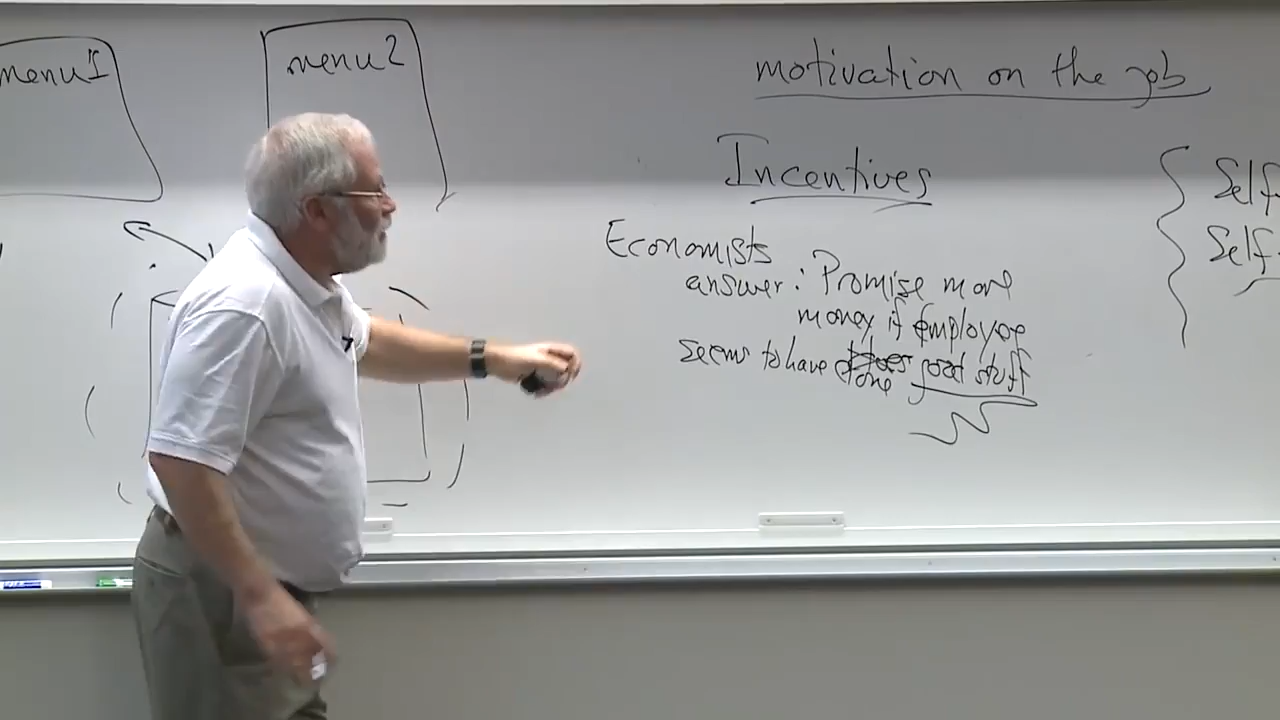 menu1
menu2
motivation on the job
Incentives
Economists
answer: Promise more
money if employee
seems to have done good stuff
Self-
Self-